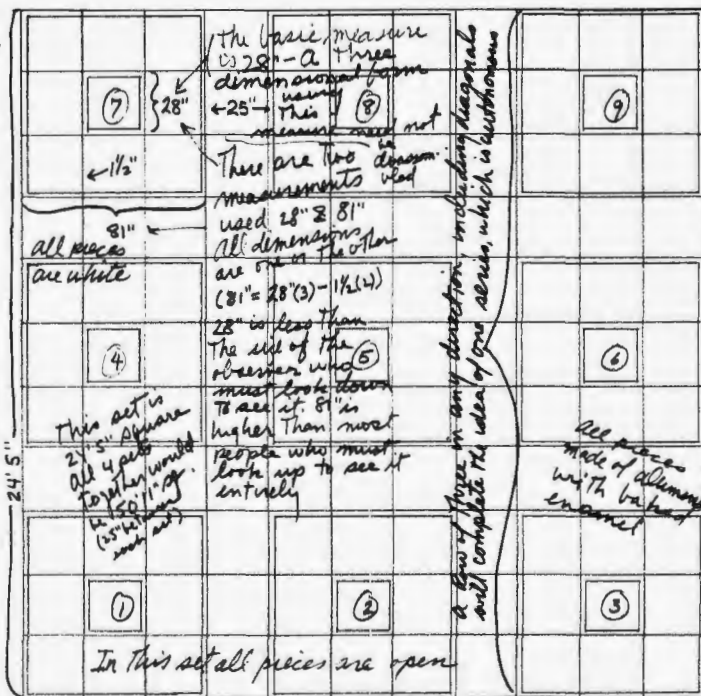 the basic measure
is 28" - a three
dimensional form
←25"→ using
this
measure need not
be
disassem
bled
⑦
28"
⑧
⑨
←1½"
There are two
measurements
used 28" & 81"
all dimensions
are one or the other
(81" = 28"(3) - 1½(2))
28" is less than
the
of the
observer who
must look down
to see it. 81" is
higher than most
people who must
look up to see it
entirely
81"
all pieces
are white
④
⑤
⑥
This set is
24'5" square
all 4 sets
together would
be 50'1" sq.
(25" between
each set)
24'5"
a row of three in any direction, including diagonals
will complete the idea of one series, which is autonomous
all pieces
made of aluminum
with baked
enamel
①
②
③
In this set all pieces are open